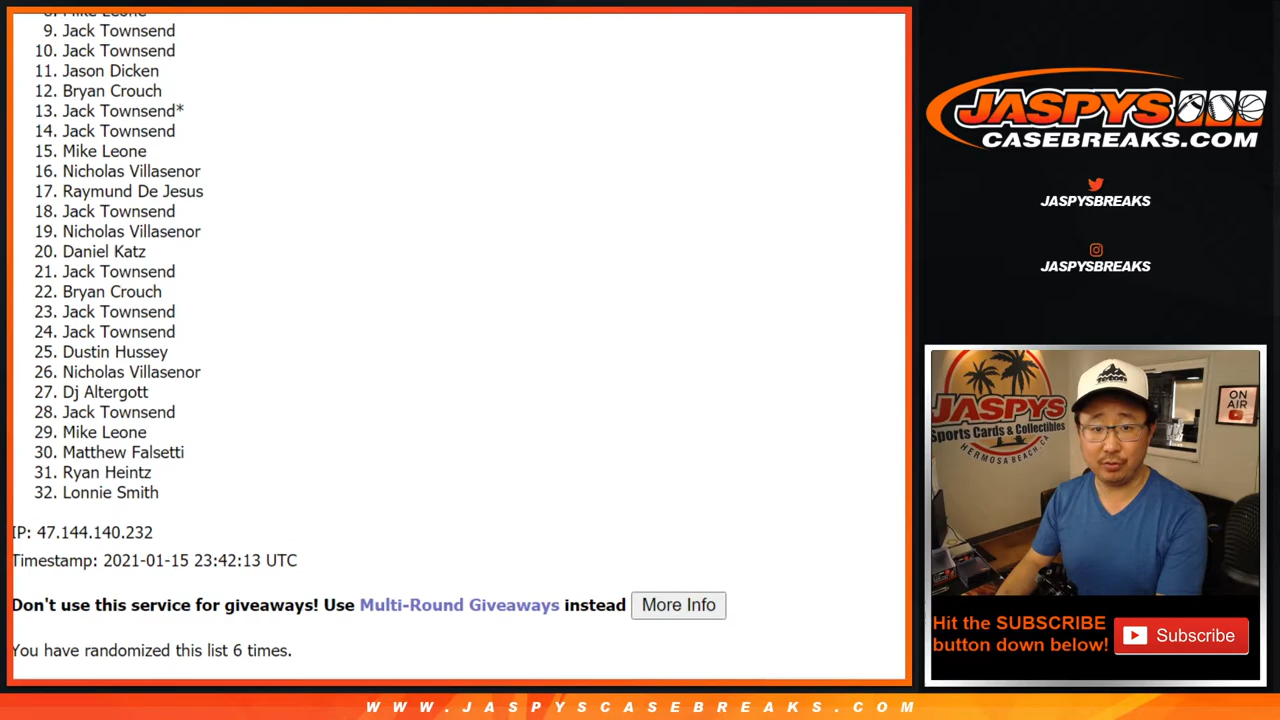 8. Mike Leone
9. Jack Townsend
10. Jack Townsend
11. Jason Dicken
12. Bryan Crouch
13. Jack Townsend*
14. Jack Townsend
15. Mike Leone
16. Nicholas Villasenor
17. Raymund De Jesus
18. Jack Townsend
19. Nicholas Villasenor
20. Daniel Katz
21. Jack Townsend
22. Bryan Crouch
23. Jack Townsend
24. Jack Townsend
25. Dustin Hussey
26. Nicholas Villasenor
27. Dj Altergott
28. Jack Townsend
29. Mike Leone
30. Matthew Falsetti
31. Ryan Heintz
32. Lonnie Smith
IP: 47.144.140.232
Timestamp: 2021-01-15 23:42:13 UTC
Don't use this service for giveaways! Use Multi-Round Giveaways instead More Info
You have randomized this list 6 times.
JASPYS
CASEBREAKS.COM
JASPYSBREAKS
JASPYSBREAKS
JASPYS
Sports Cards & Collectibles
HERMOSA BEACH, CA
Teton
ON
AIR
Hit the SUBSCRIBE
button down below!
Subscribe
WWW.JASPYSCASEBREAKS.COM